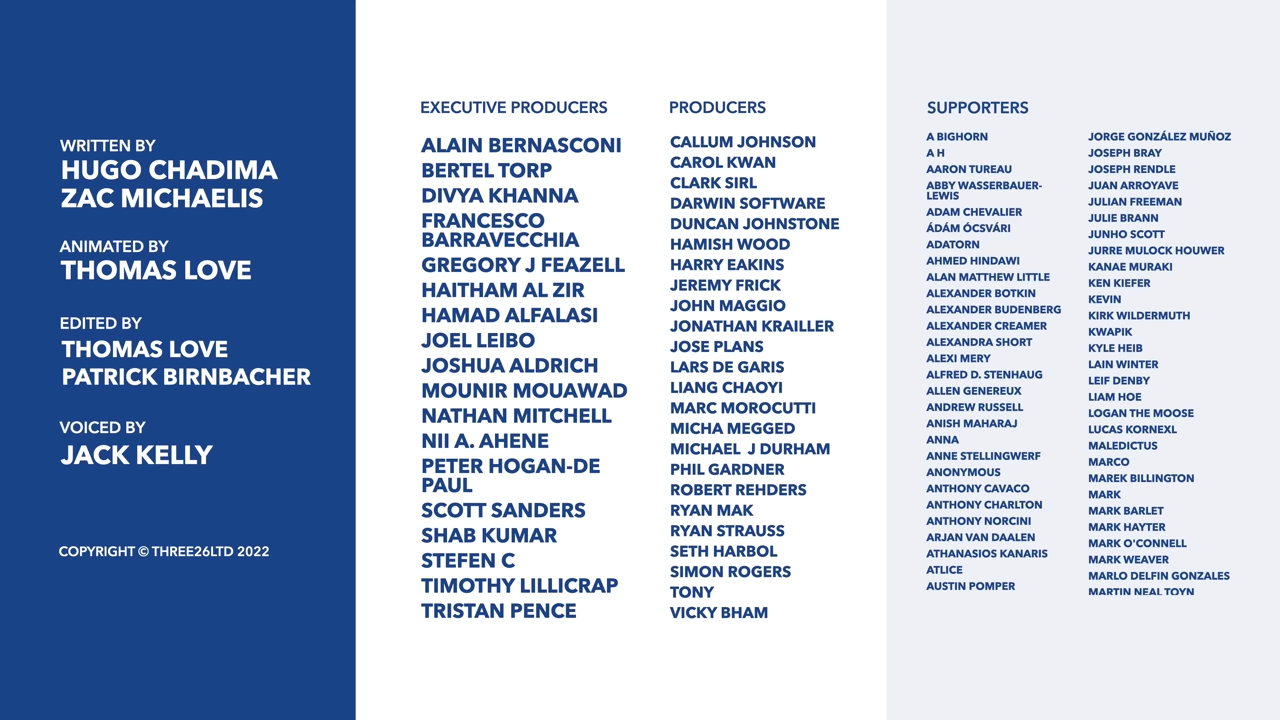 WRITTEN BY
HUGO CHADIMA
ZAC MICHAELIS
ANIMATED BY
THOMAS LOVE
EDITED BY
THOMAS LOVE
PATRICK BIRNBACHER
VOICED BY
JACK KELLY
COPYRIGHT © THREE26LTD 2022
EXECUTIVE PRODUCERS
ALAIN BERNASCONI
BERTEL TORP
DIVYA KHANNA
FRANCESCO
BARRAVECCHIA
GREGORY J FEAZELL
HAITHAM AL ZIR
HAMAD ALFALASI
JOEL LEIBO
JOSHUA ALDRICH
MOUNIR MOUAWAD
NATHAN MITCHELL
NII A. AHENE
PETER HOGAN-DE
PAUL
SCOTT SANDERS
SHAB KUMAR
STEFEN C
TIMOTHY LILLICRAP
TRISTAN PENCE
PRODUCERS
CALLUM JOHNSON
CAROL KWAN
CLARK SIRL
DARWIN SOFTWARE
DUNCAN JOHNSTONE
HAMISH WOOD
HARRY EAKINS
JEREMY FRICK
JOHN MAGGIO
JONATHAN KRAILLER
JOSE PLANS
LARS DE GARIS
LIANG CHAOYI
MARC MOROCUTTI
MICHA MEGGED
MICHAEL J DURHAM
PHIL GARDNER
ROBERT REHDERS
RYAN MAK
RYAN STRAUSS
SETH HARBOL
SIMON ROGERS
TONY
VICKY BHAM
SUPPORTERS
A BIGHORN
A H
AARON TUREAU
ABBY WASSERBAUER-
LEWIS
ADAM CHEVALIER
ÁDÁM ÓCSVÁRI
ADATORN
AHMED HINDAWI
ALAN MATTHEW LITTLE
ALEXANDER BOTKIN
ALEXANDER BUDENBERG
ALEXANDER CREAMER
ALEXANDRA SHORT
ALEXI MERY
ALFRED D. STENHAUG
ALLEN GENEREUX
ANDREW RUSSELL
ANISH MAHARAJ
ANNA
ANNE STELLINGWERF
ANONYMOUS
ANTHONY CAVACO
ANTHONY CHARLTON
ANTHONY NORCINI
ARJAN VAN DAALEN
ATHANASIOS KANARIS
ATLICE
AUSTIN POMPER
JORGE GONZÁLEZ MUÑOZ
JOSEPH BRAY
JOSEPH RENDLE
JUAN ARROYAVE
JULIAN FREEMAN
JULIE BRANN
JUNHO SCOTT
JURRE MULOCK HOUWER
KANAE MURAKI
KEN KIEFER
KEVIN
KIRK WILDERMUTH
KWAPIK
KYLE HEIB
LAIN WINTER
LEIF DENBY
LIAM HOE
LOGAN THE MOOSE
LUCAS KORNEXL
MALEDICTUS
MARCO
MAREK BILLINGTON
MARK
MARK BARLET
MARK HAYTER
MARK O'CONNELL
MARK WEAVER
MARLO DELFIN GONZALES
MARTIN NEAL TOYN